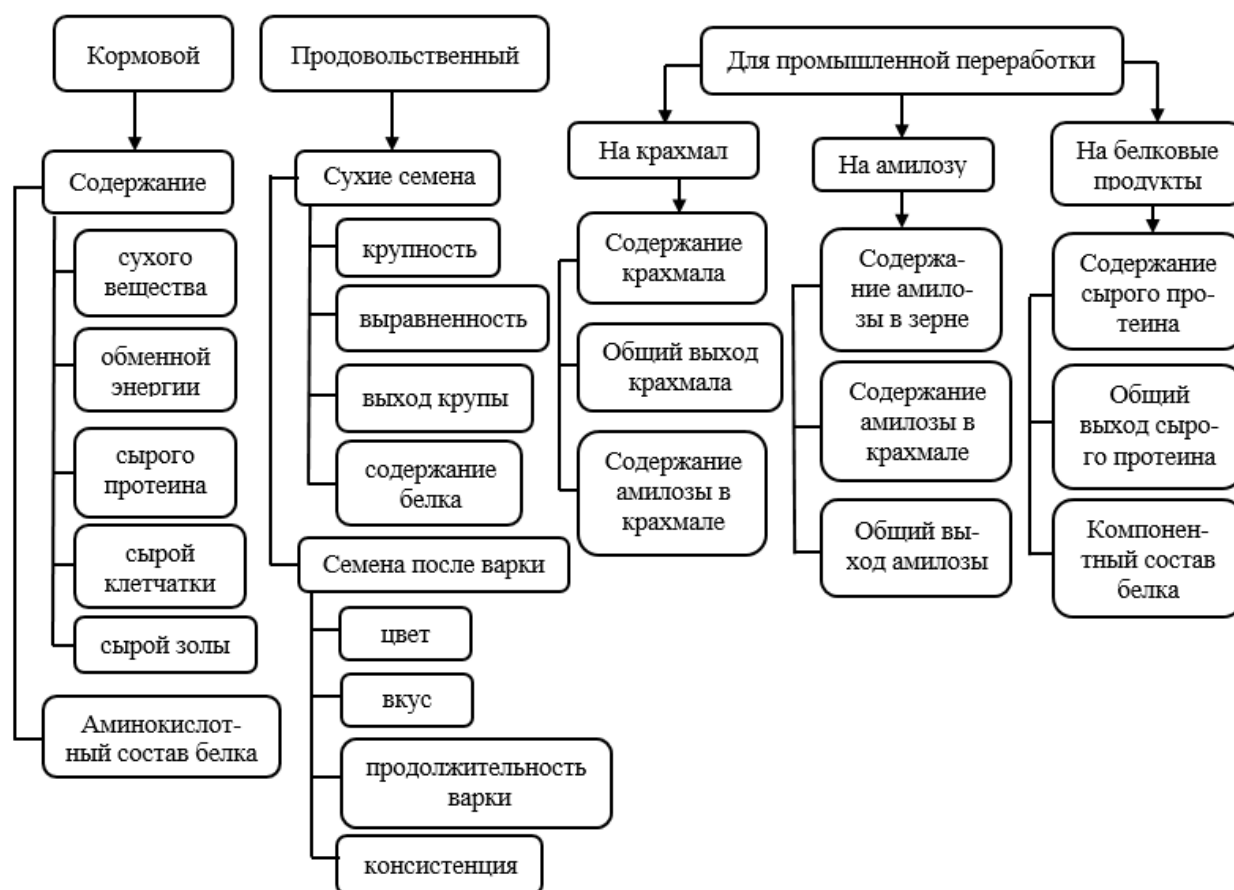 Кормовой
Содержание
сухого
вещества
обменной
энергии
сырого
протеина
сырой
клетчатки
сырой золы
Аминокислот-
ный состав белка
Продовольственный
Сухие семена
крупность
выравненность
выход крупы
содержание
белка
Семена после варки
цвет
вкус
продолжительность
варки
консистенция
Для промышленной переработки
На крахмал
Содержание
крахмала
Общий выход
крахмала
Содержание
амилозы в
крахмале
На амилозу
Содержа-
ние амило-
зы в зерне
Содержание
амилозы в
крахмале
Общий вы-
ход амилозы
На белковые
продукты
Содержание
сырого про-
теина
Общий
выход сыро-
го протеина
Компонен-
тный состав
белка